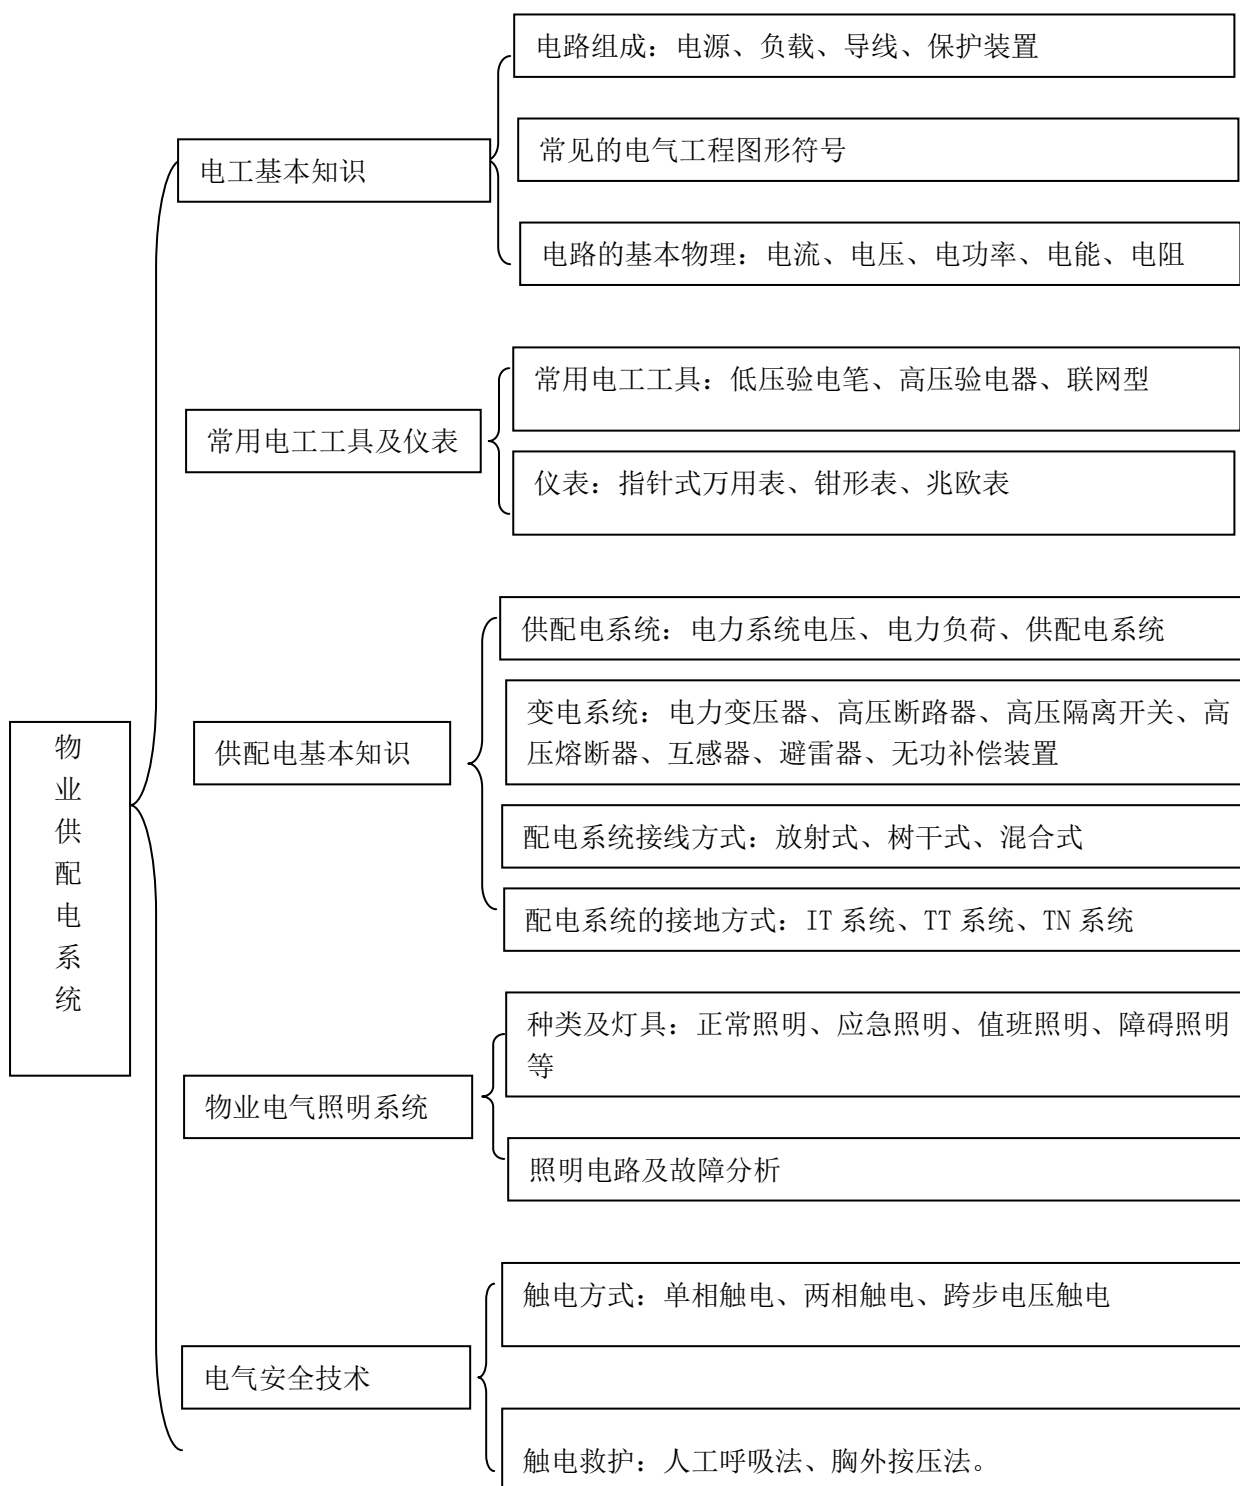 电路组成：电源、负载、导线、保护装置
常见的电气工程图形符号
电工基本知识
电路的基本物理：电流、电压、电功率、电能、电阻
常用电工工具：低压验电笔、高压验电器、联网型
常用电工工具及仪表
仪表：指针式万用表、钳形表、兆欧表
供配电系统：电力系统电压、电力负荷、供配电系统
变电系统：电力变压器、高压断路器、高压隔离开关、高
压熔断器、互感器、避雷器、无功补偿装置
供配电基本知识
配电系统接线方式：放射式、树干式、混合式
配电系统的接地方式：IT 系统、TT 系统、TN 系统
物
业
供
配
电
系
统
种类及灯具：正常照明、应急照明、值班照明、障碍照明
等
物业电气照明系统
照明电路及故障分析
触电方式：单相触电、两相触电、跨步电压触电
电气安全技术
触电救护：人工呼吸法、胸外按压法。